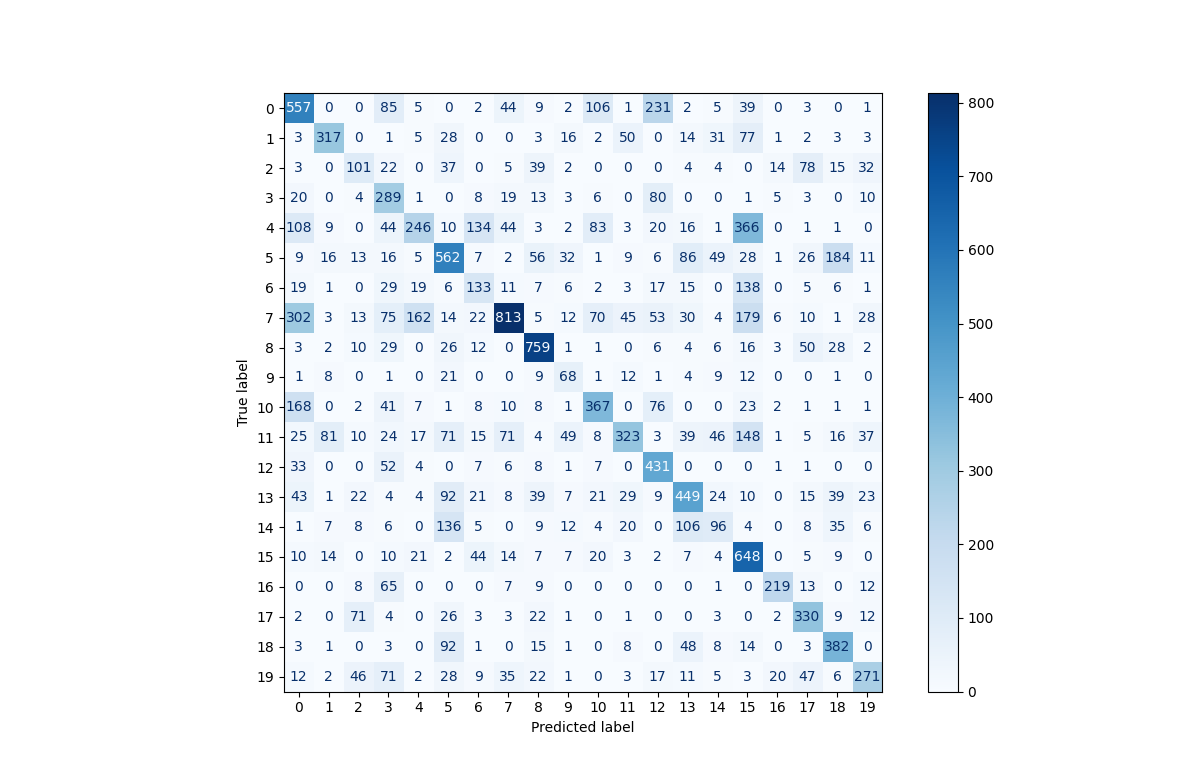 0 557 0 0 85 5 0 2 44 9 2 106 1 231 2 5 39 0 3 0 1
1 3 317 0 1 5 28 0 0 3 16 2 50 0 14 31 77 1 2 3 3
2 3 0 101 22 0 37 0 5 39 2 0 0 0 4 4 0 14 78 15 32
3 20 0 4 289 1 0 8 19 13 3 6 0 80 0 0 1 5 3 0 10
4 108 9 0 44 246 10 134 44 3 2 83 3 20 16 1 366 0 1 1 0
5 9 16 13 16 5 562 7 2 56 32 1 9 6 86 49 28 1 26 184 11
6 19 1 0 29 19 6 133 11 7 6 2 3 17 15 0 138 0 5 6 1
7 302 3 13 75 162 14 22 813 5 12 70 45 53 30 4 179 6 10 1 28
8 3 2 10 29 0 26 12 0 759 1 1 0 6 4 6 16 3 50 28 2
9 1 8 0 1 0 21 0 0 9 68 1 12 1 4 9 12 0 0 1 0
10 168 0 2 41 7 1 8 10 8 1 367 0 76 0 0 23 2 1 1 1
11 25 81 10 24 17 71 15 71 4 49 8 323 3 39 46 148 1 5 16 37
12 33 0 0 52 4 0 7 6 8 1 7 0 431 0 0 0 1 1 0 0
13 43 1 22 4 4 92 21 8 39 7 21 29 9 449 24 10 0 15 39 23
14 1 7 8 6 0 136 5 0 9 12 4 20 0 106 96 4 0 8 35 6
15 10 14 0 10 21 2 44 14 7 7 20 3 2 7 4 648 0 5 9 0
16 0 0 8 65 0 0 0 7 9 0 0 0 0 0 1 0 219 13 0 12
17 2 0 71 4 0 26 3 3 22 1 0 1 0 0 3 0 2 330 9 12
18 3 1 0 3 0 92 1 0 15 1 0 8 0 48 8 14 0 3 382 0
19 12 2 46 71 2 28 9 35 22 1 0 3 17 11 5 3 20 47 6 271
0 1 2 3 4 5 6 7 8 9 10 11 12 13 14 15 16 17 18 19
Predicted label
True label
800
700
600
500
400
300
200
100
0